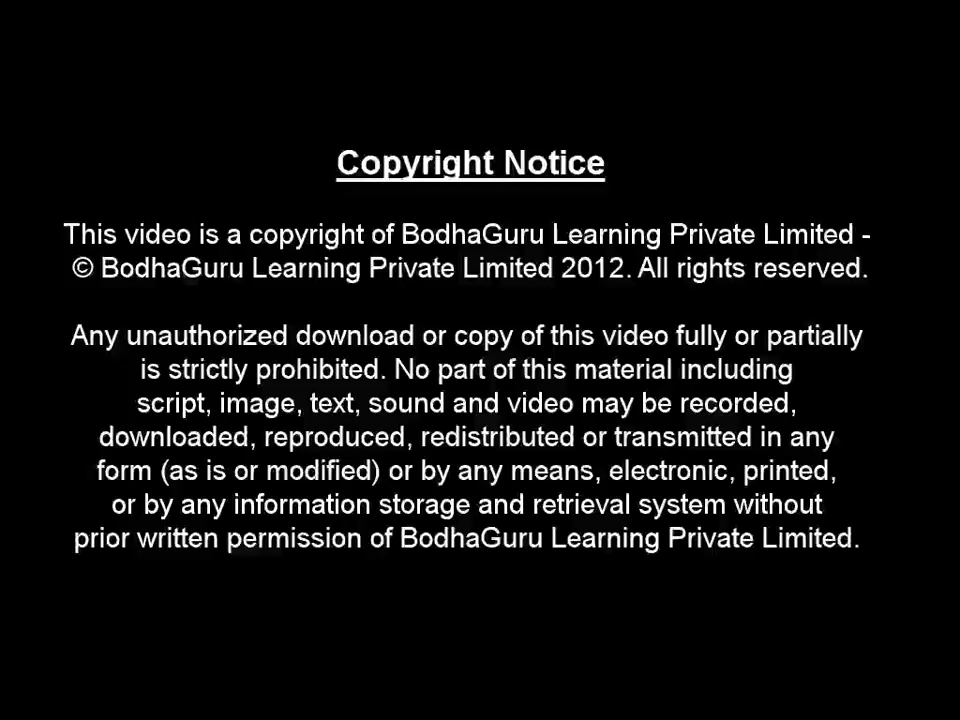 Copyright Notice
This video is a copyright of BodhaGuru Learning Private Limited -
© BodhaGuru Learning Private Limited 2012. All rights reserved.
Any unauthorized download or copy of this video fully or partially
is strictly prohibited. No part of this material including
script, image, text, sound and video may be recorded,
downloaded, reproduced, redistributed or transmitted in any
form (as is or modified) or by any means, electronic, printed,
or by any information storage and retrieval system without
prior written permission of BodhaGuru Learning Private Limited.